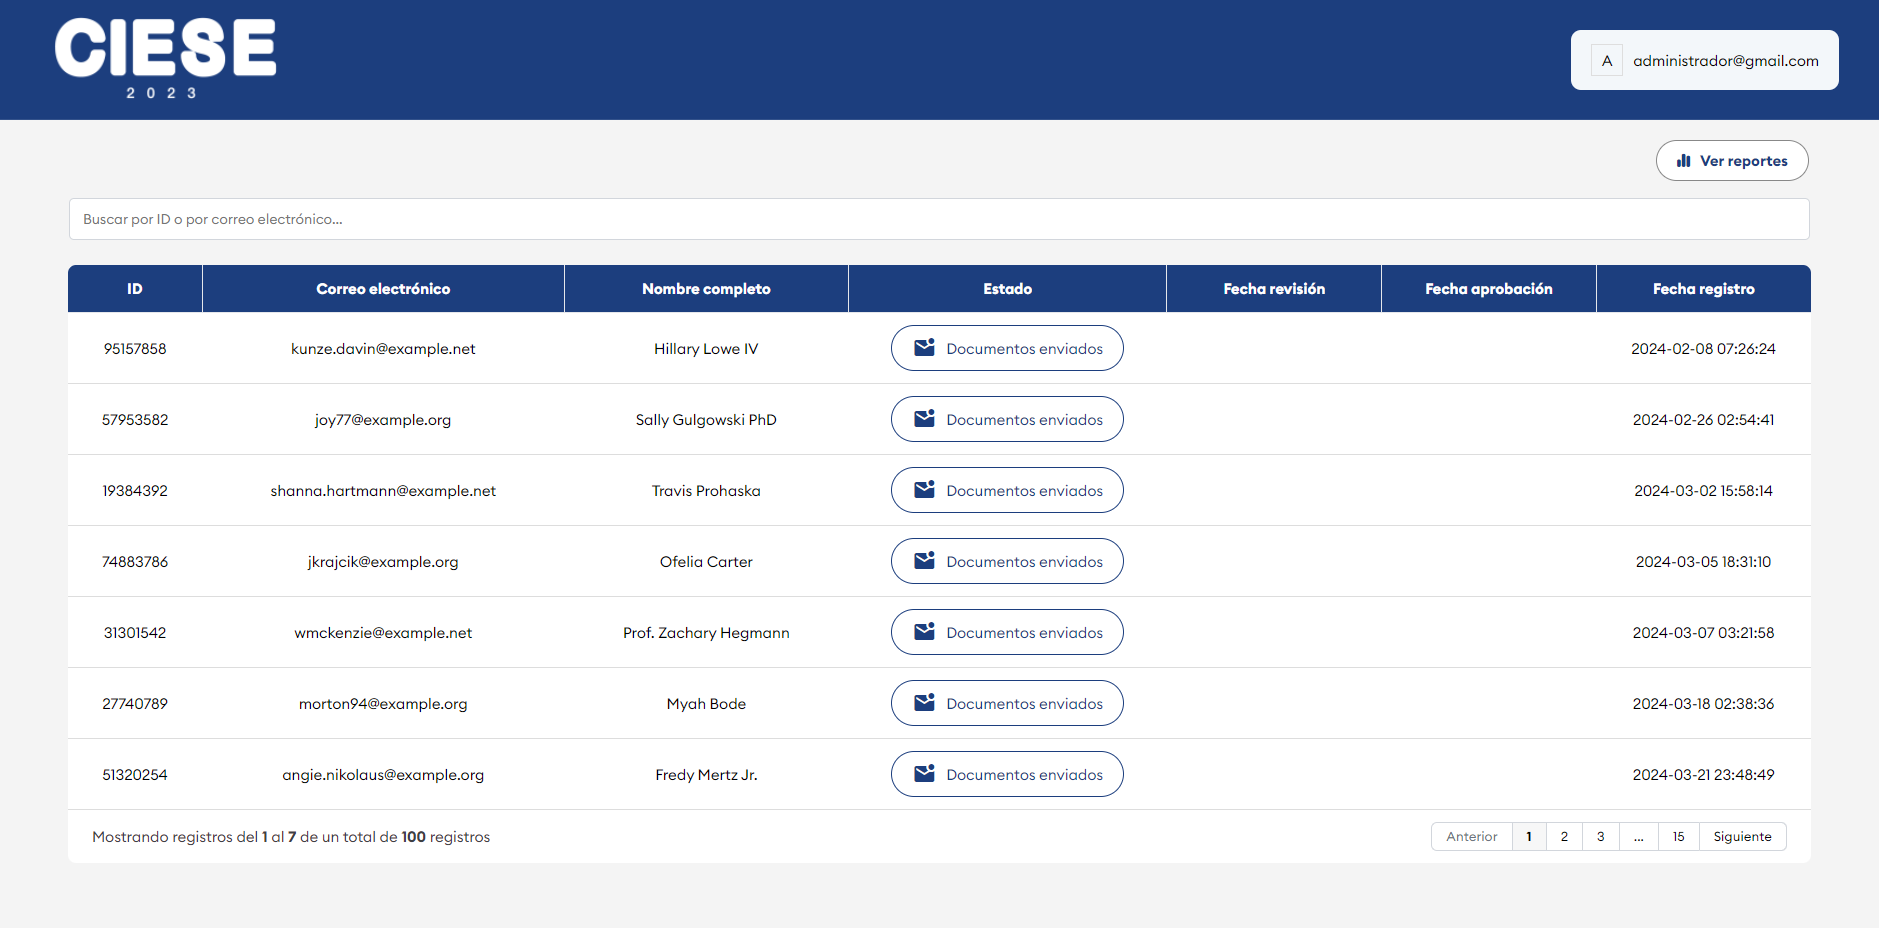 CIESE
2023
A administrador@gmail.com
Ver reportes
Buscar por ID o por correo electrónico...
ID Correo electrónico Nombre completo Estado Fecha revisión Fecha aprobación Fecha registro
95157858 kunze.davin@example.net Hillary Lowe IV Documentos enviados 2024-02-08 07:26:24
57953582 joy77@example.org Sally Gulgowski PhD Documentos enviados 2024-02-26 02:54:41
19384392 shanna.hartmann@example.net Travis Prohaska Documentos enviados 2024-03-02 15:58:14
74883786 jkrajcik@example.org Ofelia Carter Documentos enviados 2024-03-05 18:31:10
31301542 wmckenzie@example.net Prof. Zachary Hegmann Documentos enviados 2024-03-07 03:21:58
27740789 morton94@example.org Myah Bode Documentos enviados 2024-03-18 02:38:36
51320254 angie.nikolaus@example.org Fredy Mertz Jr. Documentos enviados 2024-03-21 23:48:49
Mostrando registros del 1 al 7 de un total de 100 registros Anterior 1 2 3 ... 15 Siguiente